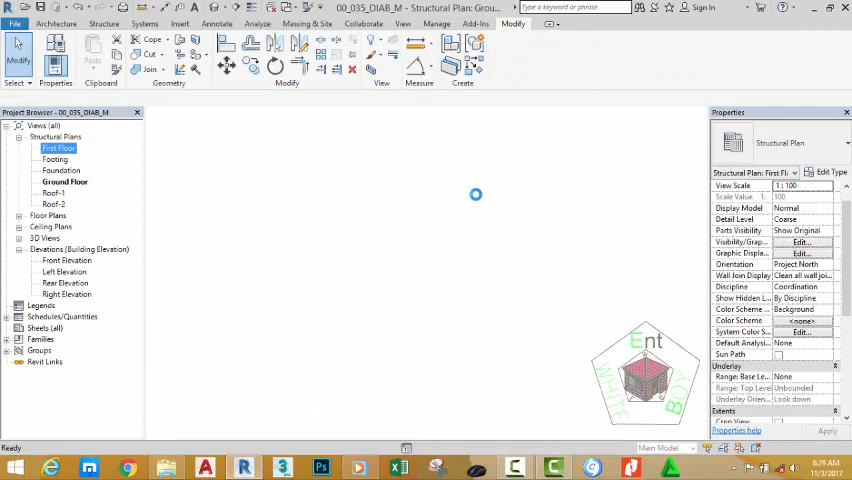 00_035_DIAB_M - Structural Plan: Grou...
Type a keyword or phrase
Sign In
File Architecture Structure Systems Insert Annotate Analyze Massing & Site Collaborate View Manage Add-Ins Modify
Modify
Paste
Cope
Cut
Join
Select Properties Clipboard Geometry Modify View Measure Create
Project Browser - 00_035_DIAB_M
Views (all)
Structural Plans
First Floor
Footing
Foundation
Ground Floor
Roof-1
Roof-2
Floor Plans
Ceiling Plans
3D Views
Elevations (Building Elevation)
Front Elevation
Left Elevation
Rear Elevation
Right Elevation
Legends
Schedules/Quantities
Sheets (all)
Families
Groups
Revit Links
Ent
WHITE
BOY
Properties
Structural Plan
Structural Plan: First Flo Edit Type
View Scale 1 : 100
Scale Value 1: 100
Display Model Normal
Detail Level Coarse
Parts Visibility Show Original
Visibility/Grap... Edit...
Graphic Displa... Edit...
Orientation Project North
Wall Join Display Clean all wall joi...
Discipline Coordination
Show Hidden L... By Discipline
Color Scheme ... Background
Color Scheme <none>
System Color S... Edit...
Default Analysi... None
Sun Path
Underlay
Range: Base Le... None
Range: Top Level Unbounded
Underlay Orien... Look down
Extents
Crop View
Properties help Apply
Ready
Main Model
6:29 AM
11/3/2017